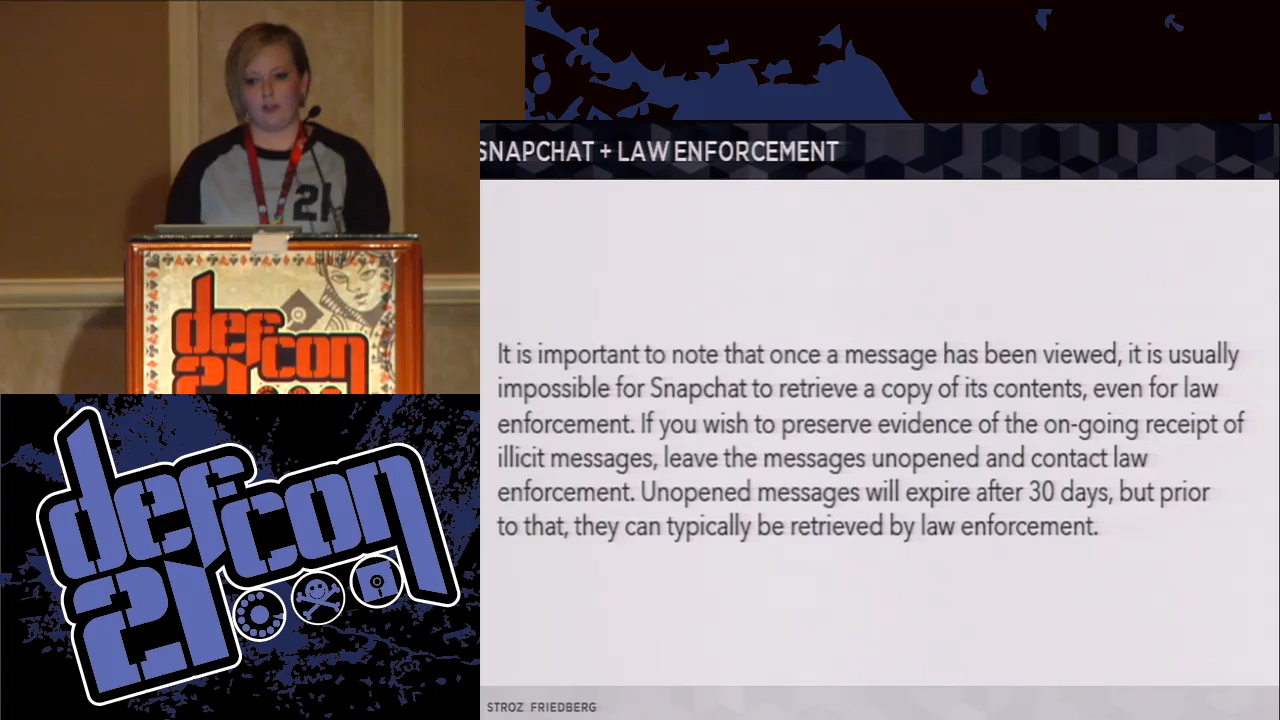 21
def
con
21
SNAPCHAT + LAW ENFORCEMENT
It is important to note that once a message has been viewed, it is usually
impossible for Snapchat to retrieve a copy of its contents, even for law
enforcement. If you wish to preserve evidence of the on-going receipt of
illicit messages, leave the messages unopened and contact law
enforcement. Unopened messages will expire after 30 days, but prior
to that, they can typically be retrieved by law enforcement.
STROZ FRIEDBERG
defcon
21